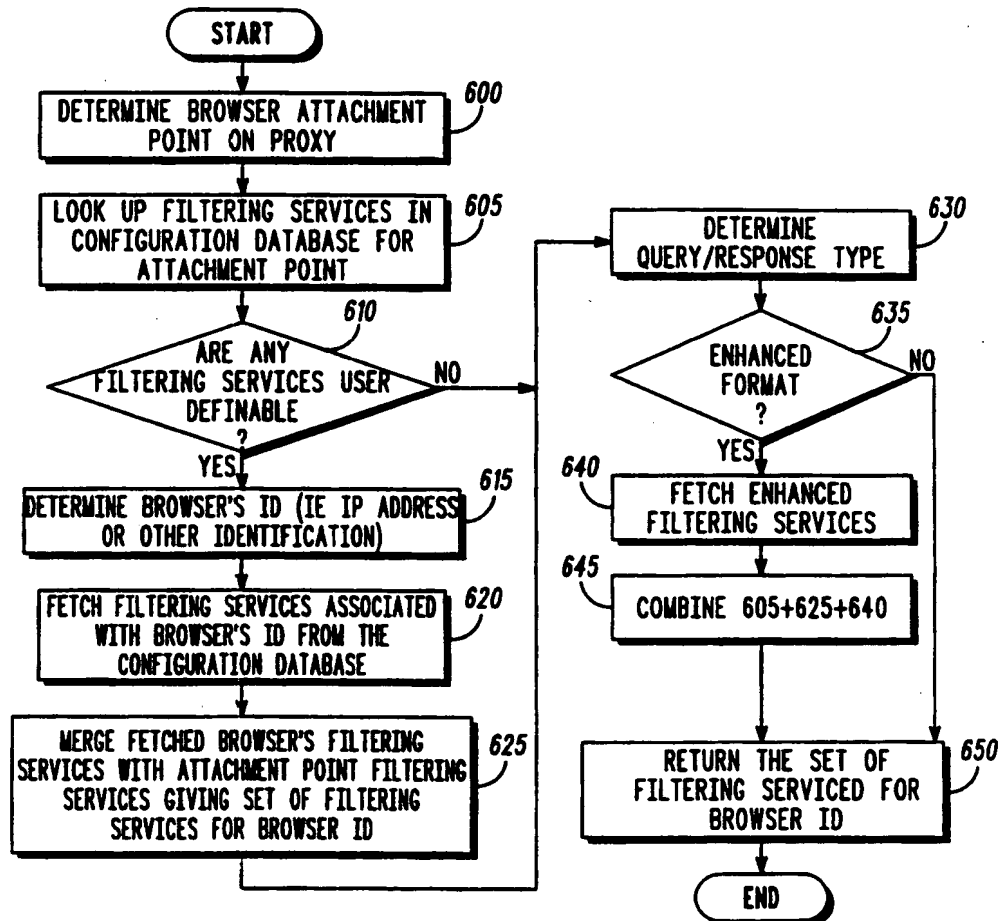 START
600
DETERMINE BROWSER ATTACHMENT
POINT ON PROXY
605
LOOK UP FILTERING SERVICES IN
CONFIGURATION DATABASE FOR
ATTACHMENT POINT
610
ARE ANY
FILTERING SERVICES USER
DEFINABLE
?
NO
YES
615
DETERMINE BROWSER'S ID (IE IP ADDRESS
OR OTHER IDENTIFICATION)
620
FETCH FILTERING SERVICES ASSOCIATED
WITH BROWSER'S ID FROM THE
CONFIGURATION DATABASE
625
MERGE FETCHED BROWSER'S FILTERING
SERVICES WITH ATTACHMENT POINT FILTERING
SERVICES GIVING SET OF FILTERING
SERVICES FOR BROWSER ID
630
DETERMINE
QUERY/RESPONSE TYPE
635
ENHANCED
FORMAT
?
NO
YES
640
FETCH ENHANCED
FILTERING SERVICES
645
COMBINE 605+625+640
650
RETURN THE SET OF
FILTERING SERVICED FOR
BROWSER ID
END